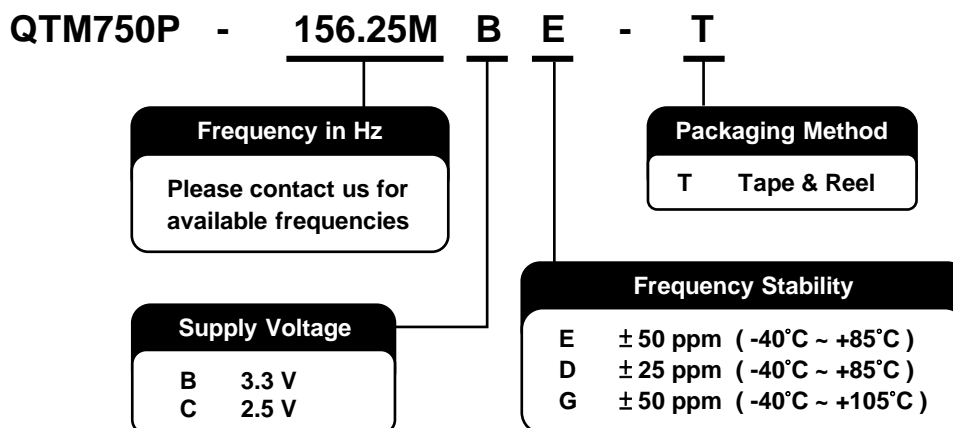 QTM750P - 156.25M B E - T
Frequency in Hz
Please contact us for
available frequencies
Packaging Method
T Tape & Reel
Supply Voltage
B 3.3 V
C 2.5 V
Frequency Stability
E ±50 ppm ( -40°C ~ +85°C )
D ±25 ppm ( -40°C ~ +85°C )
G ±50 ppm ( -40°C ~ +105°C )